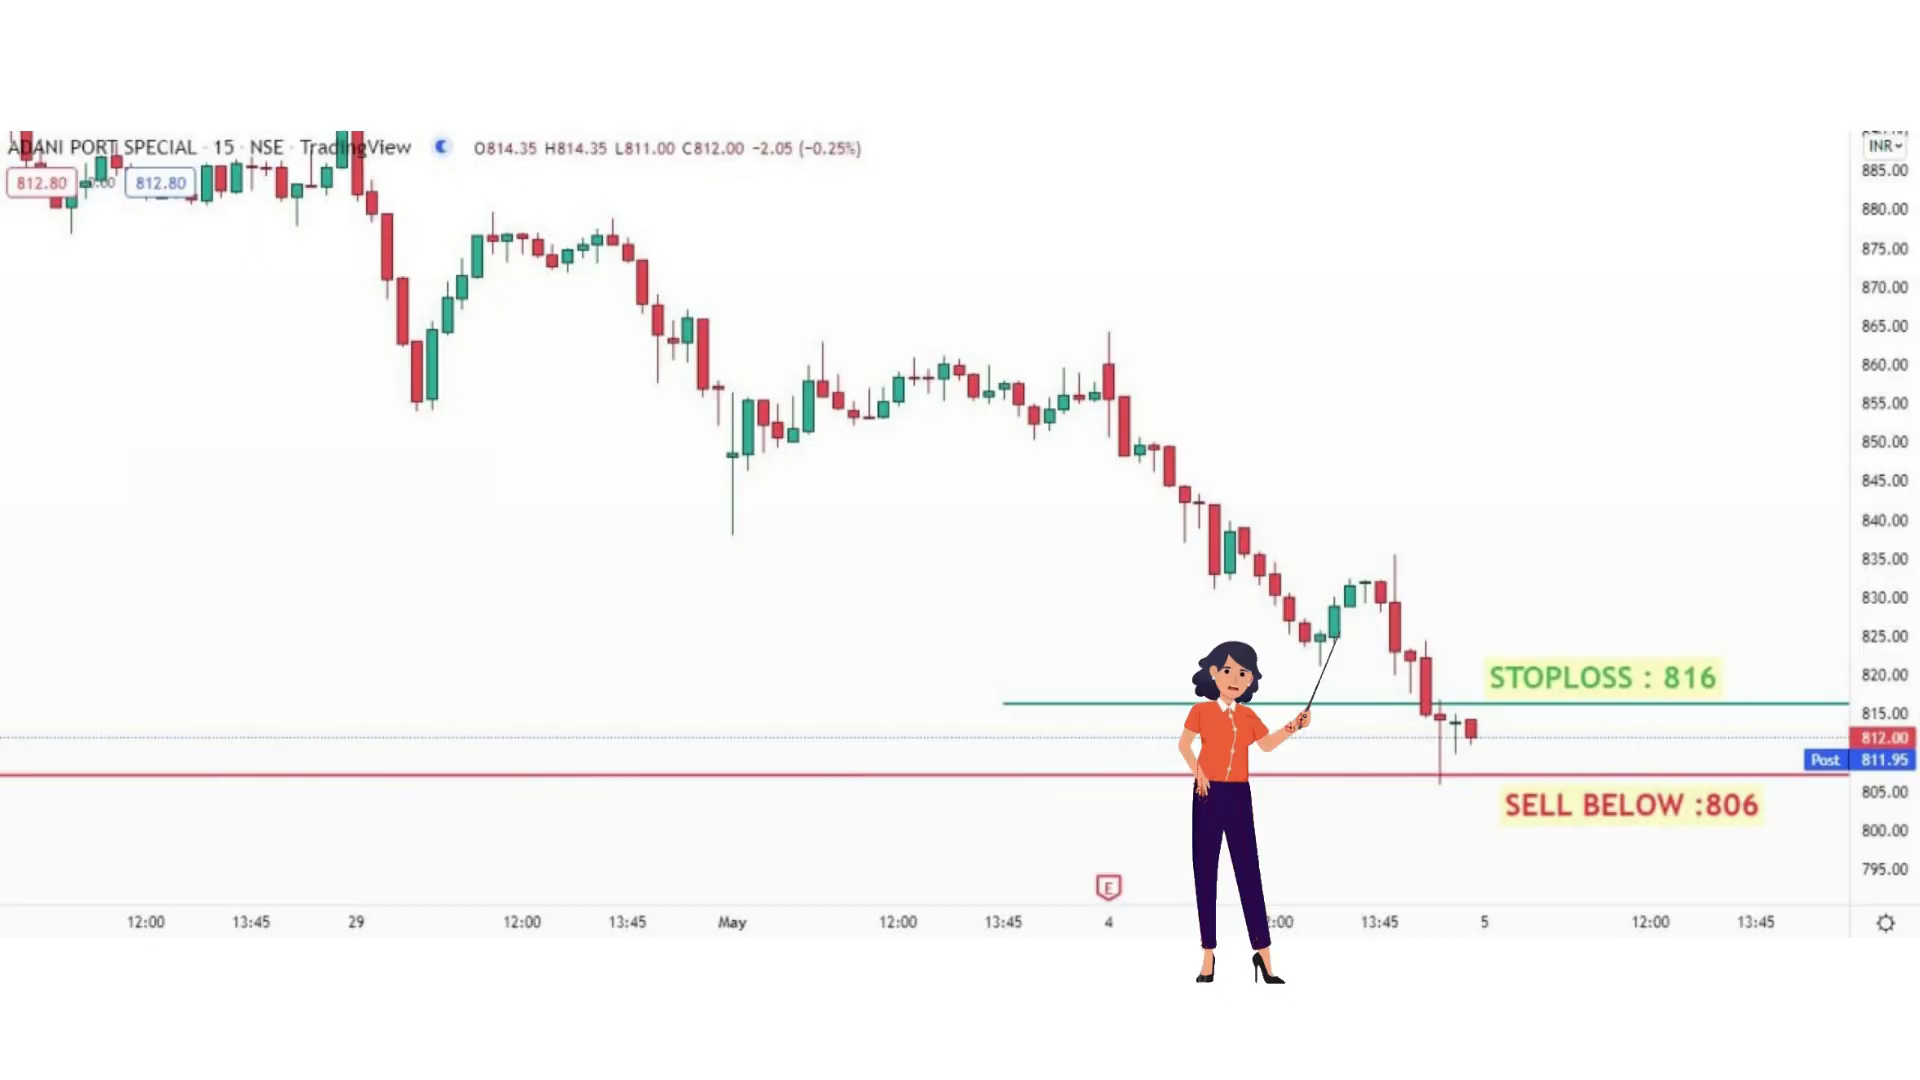 ADANI PORT SPECIAL · 15 · NSE · TradingView O814.35 H814.35 L811.00 C812.00 −2.05 (−0.25%)
INR
812.80 0.00 812.80
885.00
880.00
875.00
870.00
865.00
860.00
855.00
850.00
845.00
840.00
835.00
830.00
825.00
820.00
STOPLOSS : 816
815.00
812.00
Post 811.95
805.00
SELL BELOW :806
800.00
795.00
E
12:00 13:45 29 12:00 13:45 May 12:00 13:45 4 2:00 13:45 5 12:00 13:45